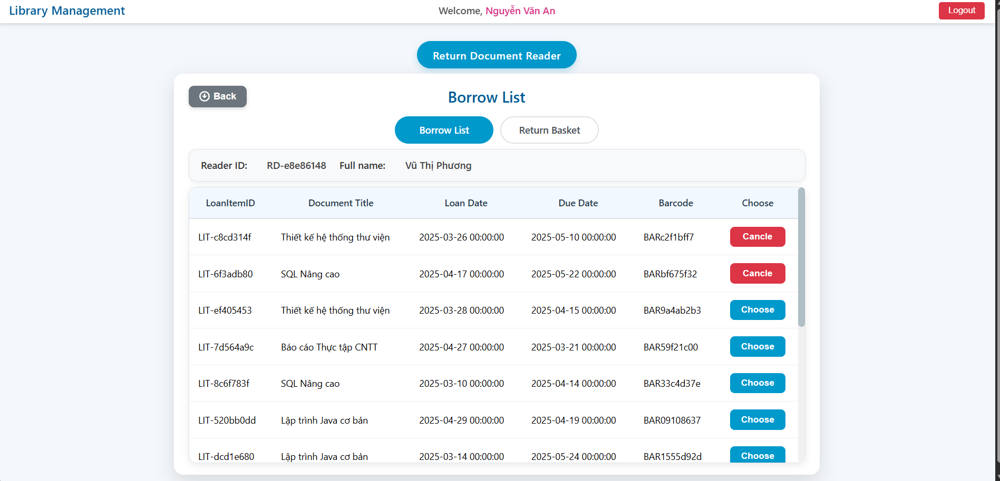 Library Management
Welcome, Nguyễn Văn An
Logout
Return Document Reader
Back
Borrow List
Borrow List
Return Basket
Reader ID: RD-e8e86148 Full name: Vũ Thị Phương
LoanItemID Document Title Loan Date Due Date Barcode Choose
LIT-c8cd314f Thiết kế hệ thống thư viện 2025-03-26 00:00:00 2025-05-10 00:00:00 BARc2f1bff7 Cancle
LIT-6f3adb80 SQL Nâng cao 2025-04-17 00:00:00 2025-05-22 00:00:00 BARbf675f32 Cancle
LIT-ef405453 Thiết kế hệ thống thư viện 2025-03-28 00:00:00 2025-04-15 00:00:00 BAR9a4ab2b3 Choose
LIT-7d564a9c Báo cáo Thực tập CNTT 2025-04-27 00:00:00 2025-03-21 00:00:00 BAR59f21c00 Choose
LIT-8c6f783f SQL Nâng cao 2025-03-10 00:00:00 2025-04-14 00:00:00 BAR33c4d37e Choose
LIT-520bb0dd Lập trình Java cơ bản 2025-04-29 00:00:00 2025-04-19 00:00:00 BAR09108637 Choose
LIT-dcd1e680 Lập trình Java cơ bản 2025-03-14 00:00:00 2025-05-24 00:00:00 BAR1555d92d Choose